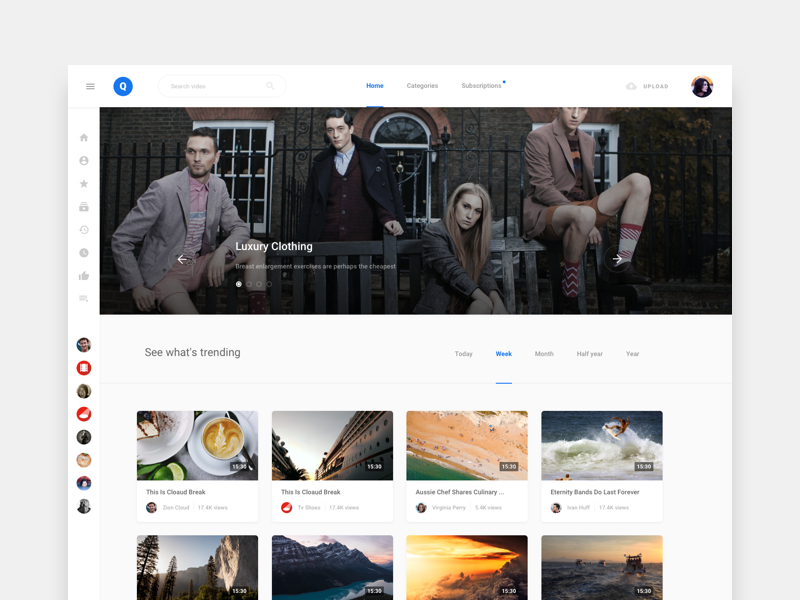 Q
Search video
Home
Categories
Subscriptions
UPLOAD
Luxury Clothing
Breast enlargement exercises are perhaps the cheapest
See what's trending
Today
Week
Month
Half year
Year
15:30
15:30
15:30
15:30
This Is Cloaud Break
This Is Cloaud Break
Aussie Chef Shares Culinary ...
Eternity Bands Do Last Forever
Zion Cloud
17.4K views
Tv Shows
17.4K views
Virginia Perry
5.4K views
Ivan Huff
17.4K views
15:30
15:30
15:30
15:30